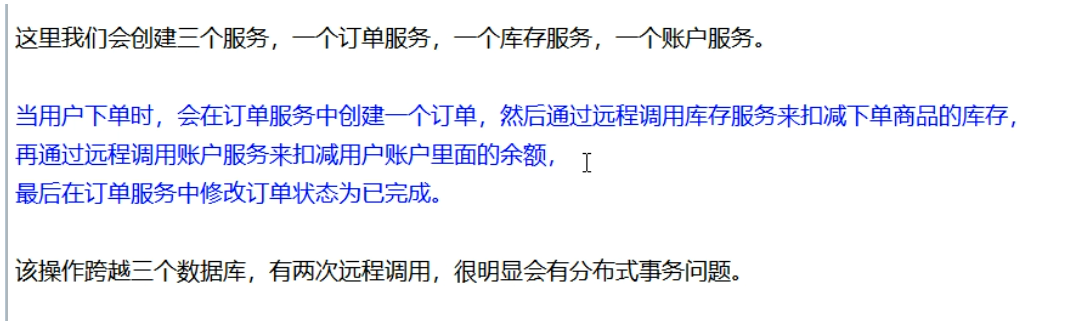 这里我们会创建三个服务，一个订单服务，一个库存服务，一个账户服务。
当用户下单时，会在订单服务中创建一个订单，然后通过远程调用库存服务来扣减下单商品的库存，
再通过远程调用账户服务来扣减用户账户里面的余额，
最后在订单服务中修改订单状态为已完成。
该操作跨越三个数据库，有两次远程调用，很明显会有分布式事务问题。